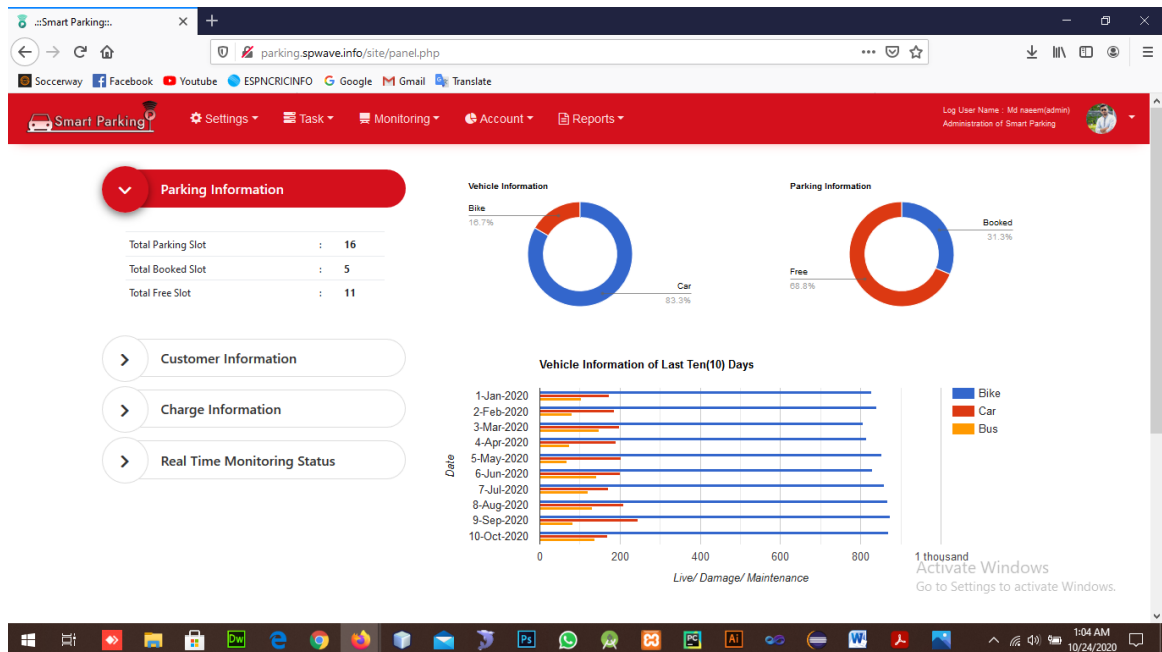 .::Smart Parking::.
parking.spwave.info/site/panel.php
Soccerway Facebook Youtube ESPNCRICINFO Google Gmail Translate
Smart Parking Settings Task Monitoring Account Reports
Log User Name : Md naeem(admin)
Administration of Smart Parking
Parking Information
Total Parking Slot : 16
Total Booked Slot : 5
Total Free Slot : 11
Customer Information
Charge Information
Real Time Monitoring Status
Vehicle Information
Bike
16.7%
Car
83.3%
Parking Information
Booked
31.3%
Free
68.8%
Vehicle Information of Last Ten(10) Days
1-Jan-2020
2-Feb-2020
3-Mar-2020
4-Apr-2020
5-May-2020
6-Jun-2020
7-Jul-2020
8-Aug-2020
9-Sep-2020
10-Oct-2020
Date
0 200 400 600 800 1 thousand
Live/ Damage/ Maintenance
Bike
Car
Bus
Activate Windows
Go to Settings to activate Windows.
Dw Ps PC Ai W
1:04 AM
10/24/2020